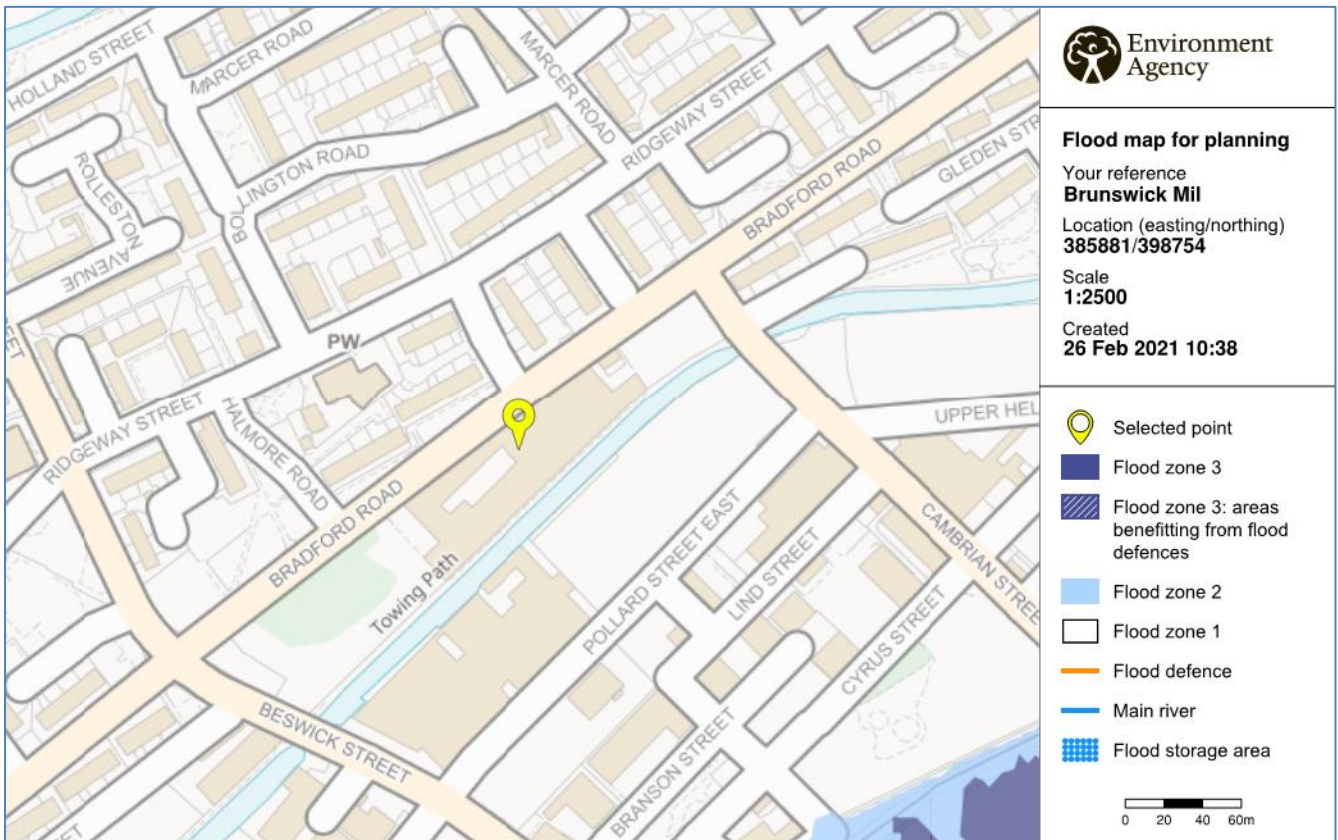 HOLLAND STREET
MARCER ROAD
MARCER ROAD
RIDGEWAY STREET
BRADFORD ROAD
GLEDEN STR
ROLLESTON
AVENUE
BOL
LINGTON ROAD
PW
RIDGEWAY STREET
HALMORE ROAD
BRADFORD ROAD
Towing Path
UPPER HEL
POLLARD STREET EAST
LIND STREET
CAMBRIAN STREE
CYRUS STREET
BESWICK STREET
BRANSON STREET
Environment
Agency
Flood map for planning
Your reference
Brunswick Mil
Location (easting/northing)
385881/398754
Scale
1:2500
Created
26 Feb 2021 10:38
Selected point
Flood zone 3
Flood zone 3: areas
benefitting from flood
defences
Flood zone 2
Flood zone 1
Flood defence
Main river
Flood storage area
0 20 40 60m